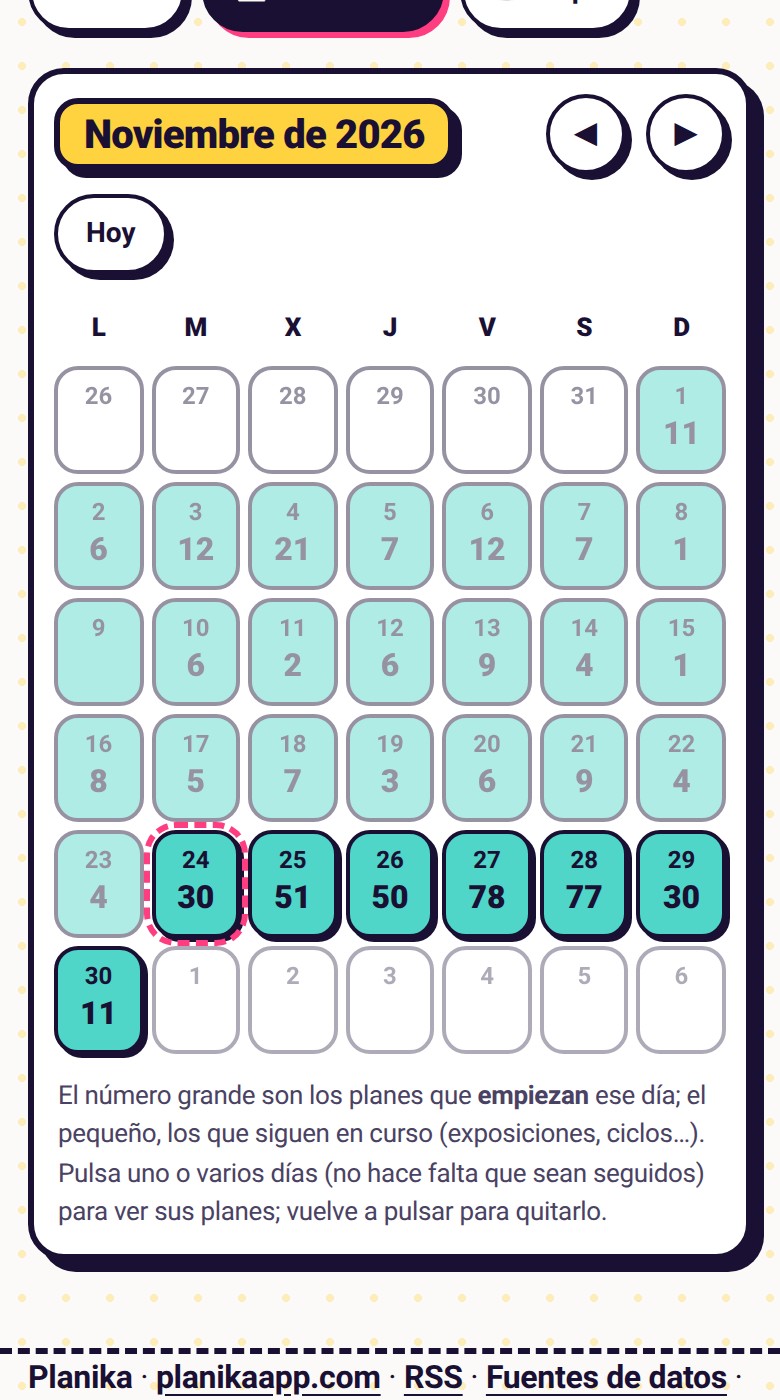 Noviembre de 2026 ◀ ▶
Hoy
L M X J V S D
26 27 28 29 30 31 1
11
2 3 4 5 6 7 8
6 12 21 7 12 7 1
9 10 11 12 13 14 15
6 2 6 9 4 1
16 17 18 19 20 21 22
8 5 7 3 6 9 4
23 24 25 26 27 28 29
4 30 51 50 78 77 30
30 1 2 3 4 5 6
11
El número grande son los planes que empiezan ese día; el
pequeño, los que siguen en curso (exposiciones, ciclos…).
Pulsa uno o varios días (no hace falta que sean seguidos)
para ver sus planes; vuelve a pulsar para quitarlo.
Planika · planikaapp.com · RSS · Fuentes de datos ·